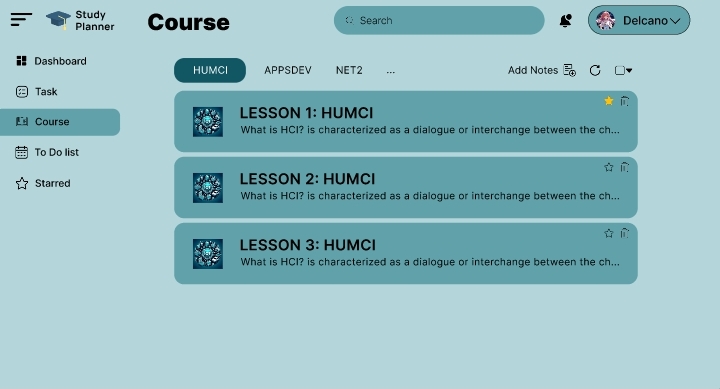 Study
Planner
Course
Search
Delcano
Dashboard
Task
Course
To Do list
Starred
HUMCI
APPSDEV
NET2
...
Add Notes
LESSON 1: HUMCI
What is HCI? is characterized as a dialogue or interchange between the ch...
LESSON 2: HUMCI
What is HCI? is characterized as a dialogue or interchange between the ch...
LESSON 3: HUMCI
What is HCI? is characterized as a dialogue or interchange between the ch...